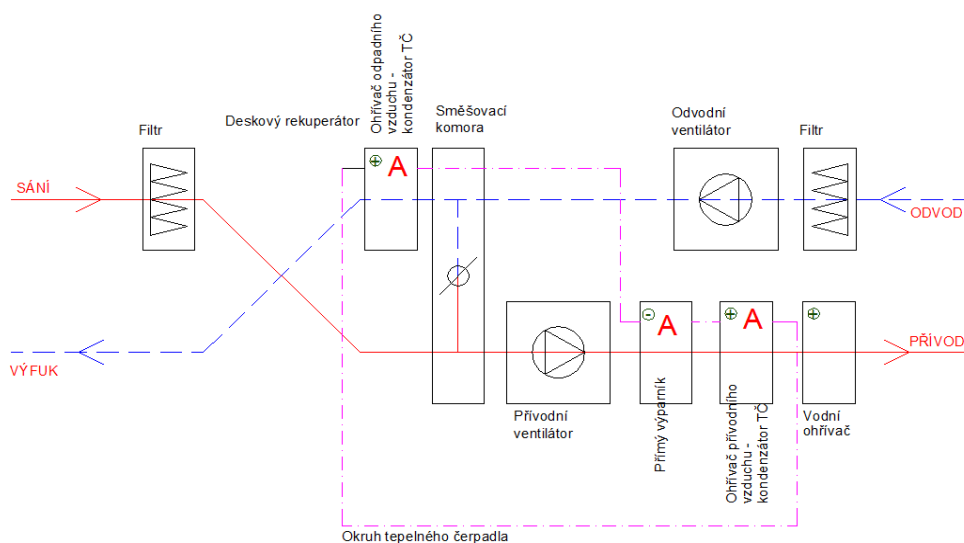 Ohřívač odpadního
vzduchu -
kondenzátor TČ
Deskový rekuperátor
Směšovací
komora
Odvodní
ventilátor
Filtr
Filtr
A
SÁNÍ
ODVOD
A
A
PŘÍVOD
VÝFUK
Přívodní
ventilátor
Přímý výparník
Ohřívač přívodního
vzduchu -
kondenzátor TČ
Vodní
ohřívač
Okruh tepelného čerpadla